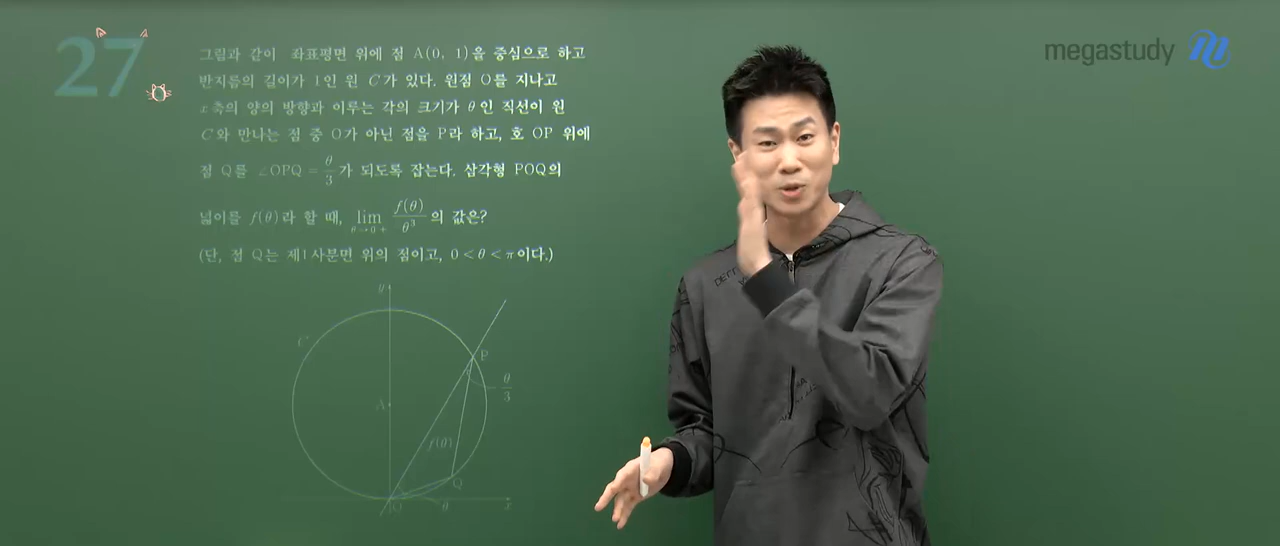 27
그림과 같이 좌표평면 위에 점 A(0, 1)을 중심으로 하고
반지름의 길이가 1인 원 C가 있다. 원점 O를 지나고
x축의 양의 방향과 이루는 각의 크기가 θ인 직선이 원
C와 만나는 점 중 O가 아닌 점을 P라 하고, 호 OP 위에
점 Q를 ∠OPQ = θ/3가 되도록 잡는다. 삼각형 POQ의
넓이를 f(θ)라 할 때, lim θ→0+ f(θ)/θ³의 값은?
(단, 점 Q는 제1사분면 위의 점이고, 0<θ<π이다.)
y
C
P
θ/3
A
f(θ)
Q
O
θ
x
megastudy m